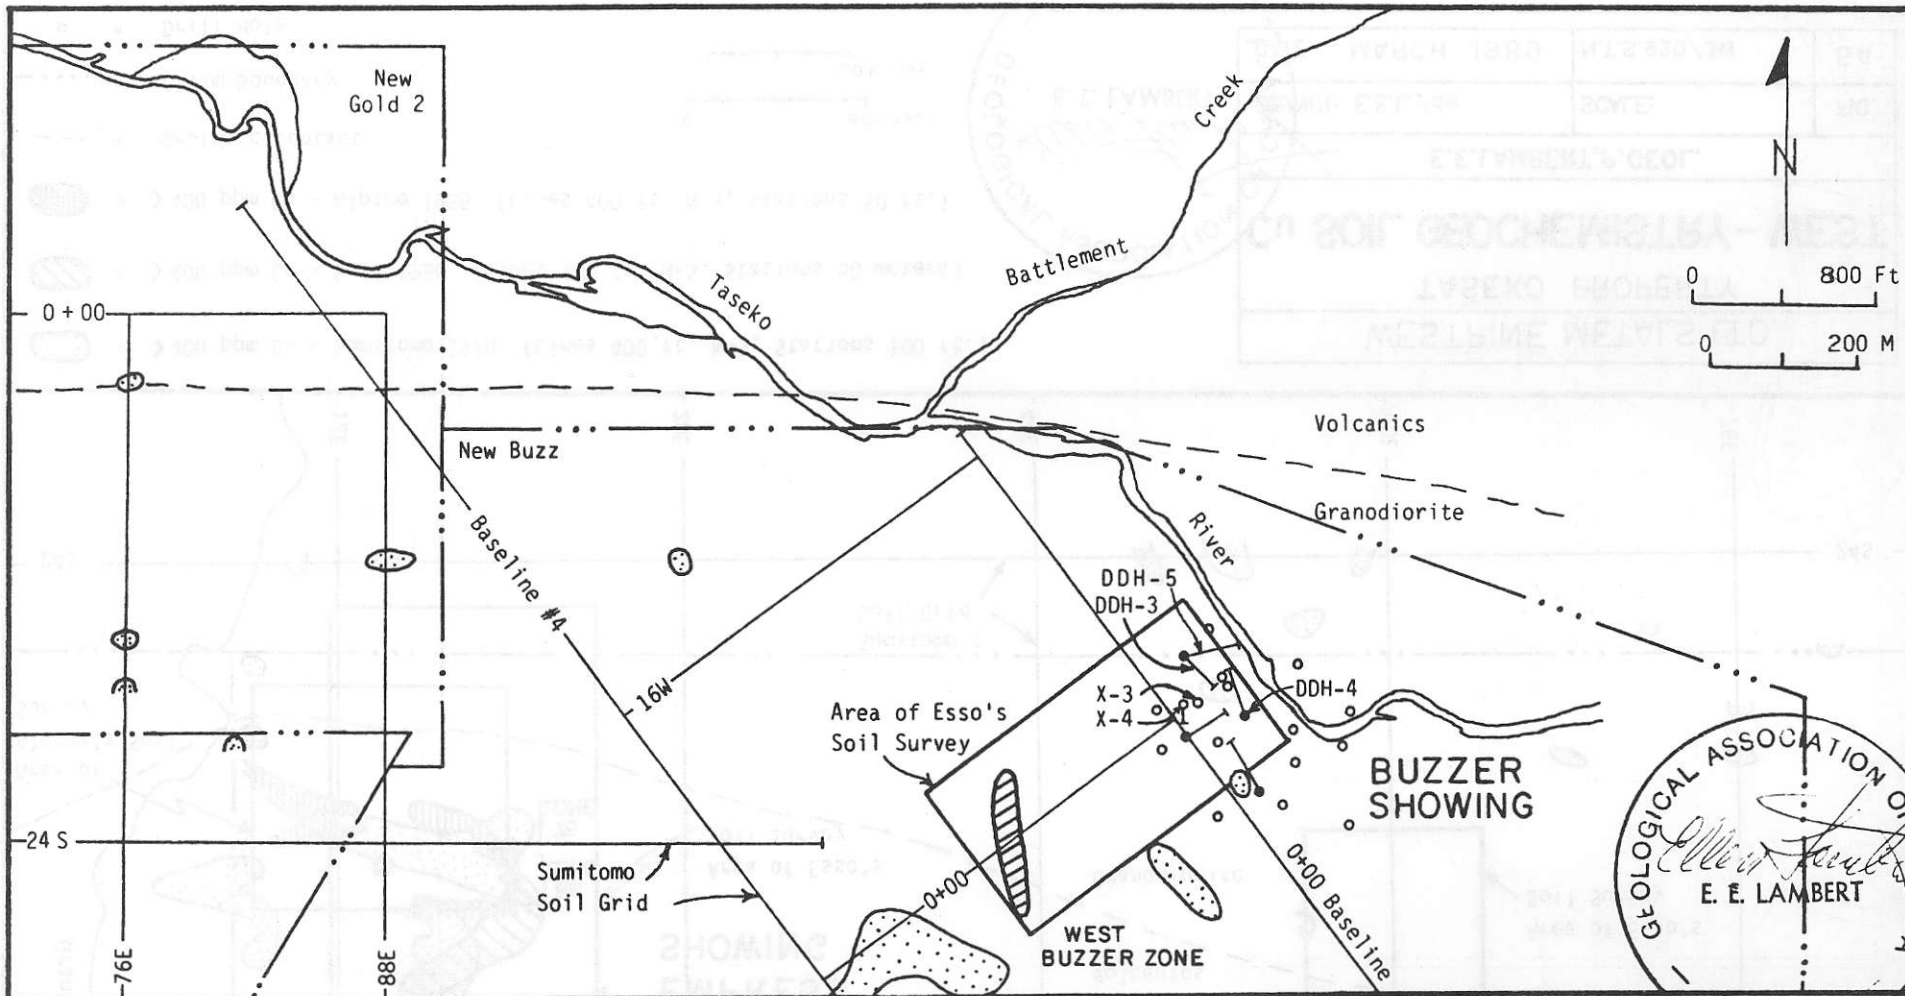 New
Gold 2
Creek
N
Battlement
0 800 Ft
0 200 M
Taseko
0 + 00
Volcanics
New Buzz
Granodiorite
River
Baseline #4
DDH-5
DDH-3
16W
X-3
X-4
DDH-4
Area of Esso's
Soil Survey
BUZZER
SHOWING
GEOLOGICAL ASSOCIATION O
24 S
Sumitomo
Soil Grid
0+00
0+00 Baseline
E. E. LAMBERT
WEST
BUZZER ZONE
76E
88E